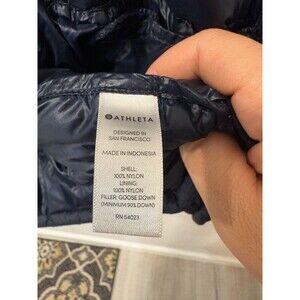 ATHLETA
DESIGNED IN
SAN FRANCISCO
MADE IN INDONESIA
SHELL:
100% NYLON
LINING:
100% NYLON
FILLER: GOOSE DOWN
(MINIMUM 90% DOWN)
RN 54023